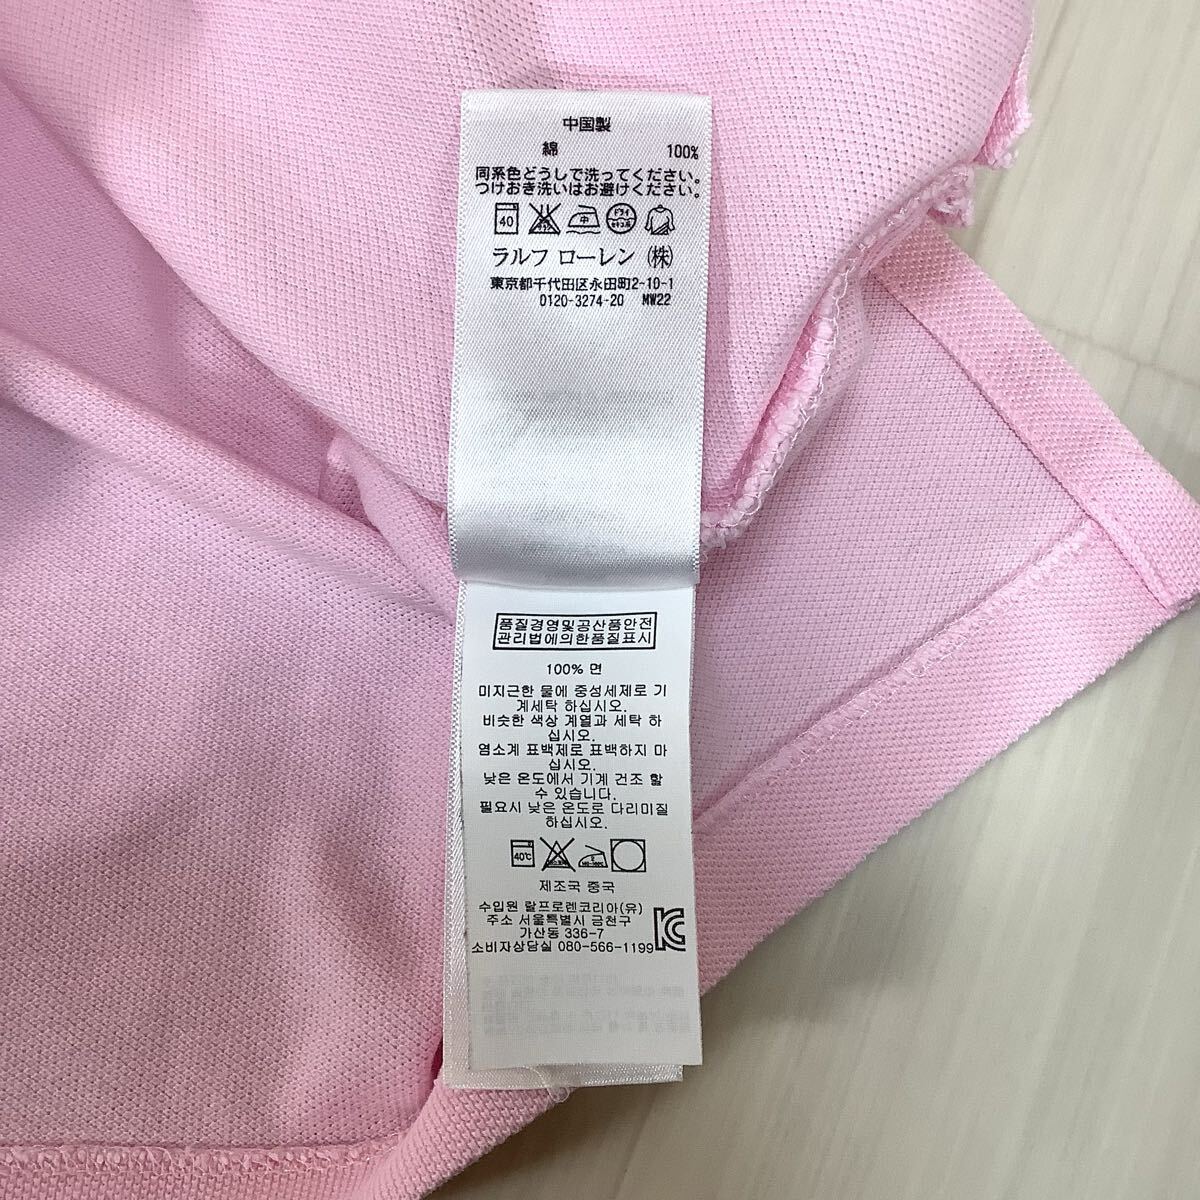 中国製
綿 100%
同系色どうしで洗ってください。
つけおき洗いはお避けください。
40 中 ドライ
ラルフ ローレン (株)
東京都千代田区永田町2-10-1
0120-3274-20 MW22
품질경영및공산품안전
관리법에의한품질표시
100% 면
미지근한 물에 중성세제로 기
계세탁 하십시오.
비슷한 색상 계열과 세탁 하
십시오.
염소계 표백제로 표백하지 마
십시오.
낮은 온도에서 기계 건조 할
수 있습니다.
필요시 낮은 온도로 다리미질
하십시오.
40℃
제조국 중국
수입원 랄프로렌코리아(유)
주소 서울특별시 금천구
가산동 336-7
소비자상담실 080-566-1199